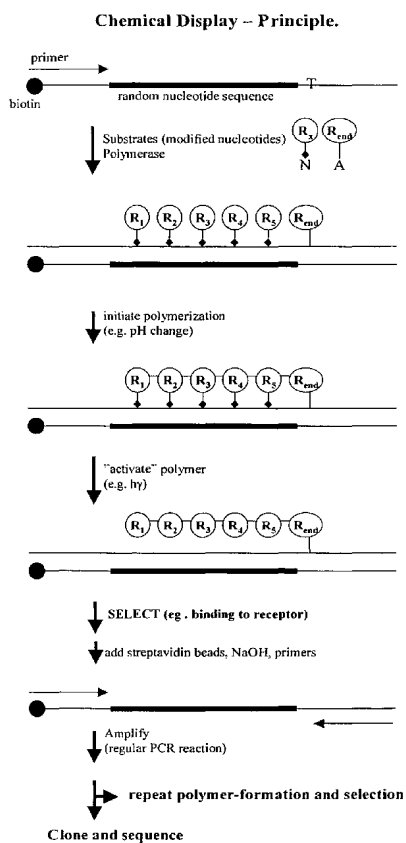 Chemical Display – Principle.
primer
T
biotin
random nucleotide sequence
Substrates (modified nucleotides)
Polymerase
Rx Rend
N A
R1 R2 R3 R4 R5 Rend
initiate polymerization
(e.g. pH change)
R1 R2 R3 R4 R5 Rend
"activate" polymer
(e.g. hγ)
R1 R2 R3 R4 R5 Rend
SELECT (eg . binding to receptor)
add streptavidin beads, NaOH, primers
Amplify
(regular PCR reaction)
repeat polymer-formation and selection
Clone and sequence